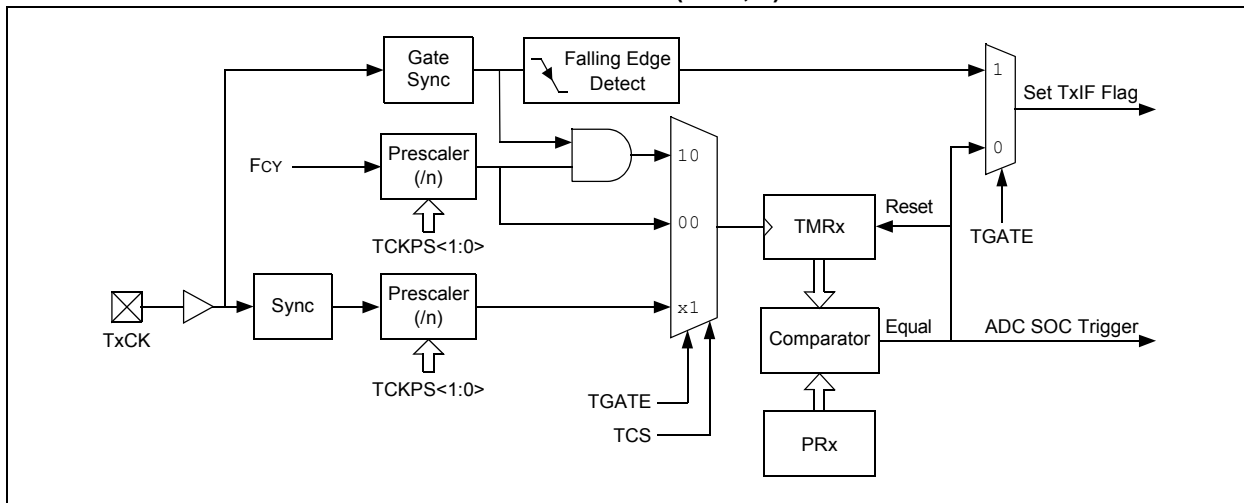 Gate
Sync
Falling Edge
Detect
1
Set TxIF Flag
FCY
Prescaler
(/n)
10
0
00
TCKPS<1:0>
TMRx
Reset
TGATE
TxCK
Sync
Prescaler
(/n)
x1
Comparator
Equal
ADC SOC Trigger
TCKPS<1:0>
TGATE
TCS
PRx